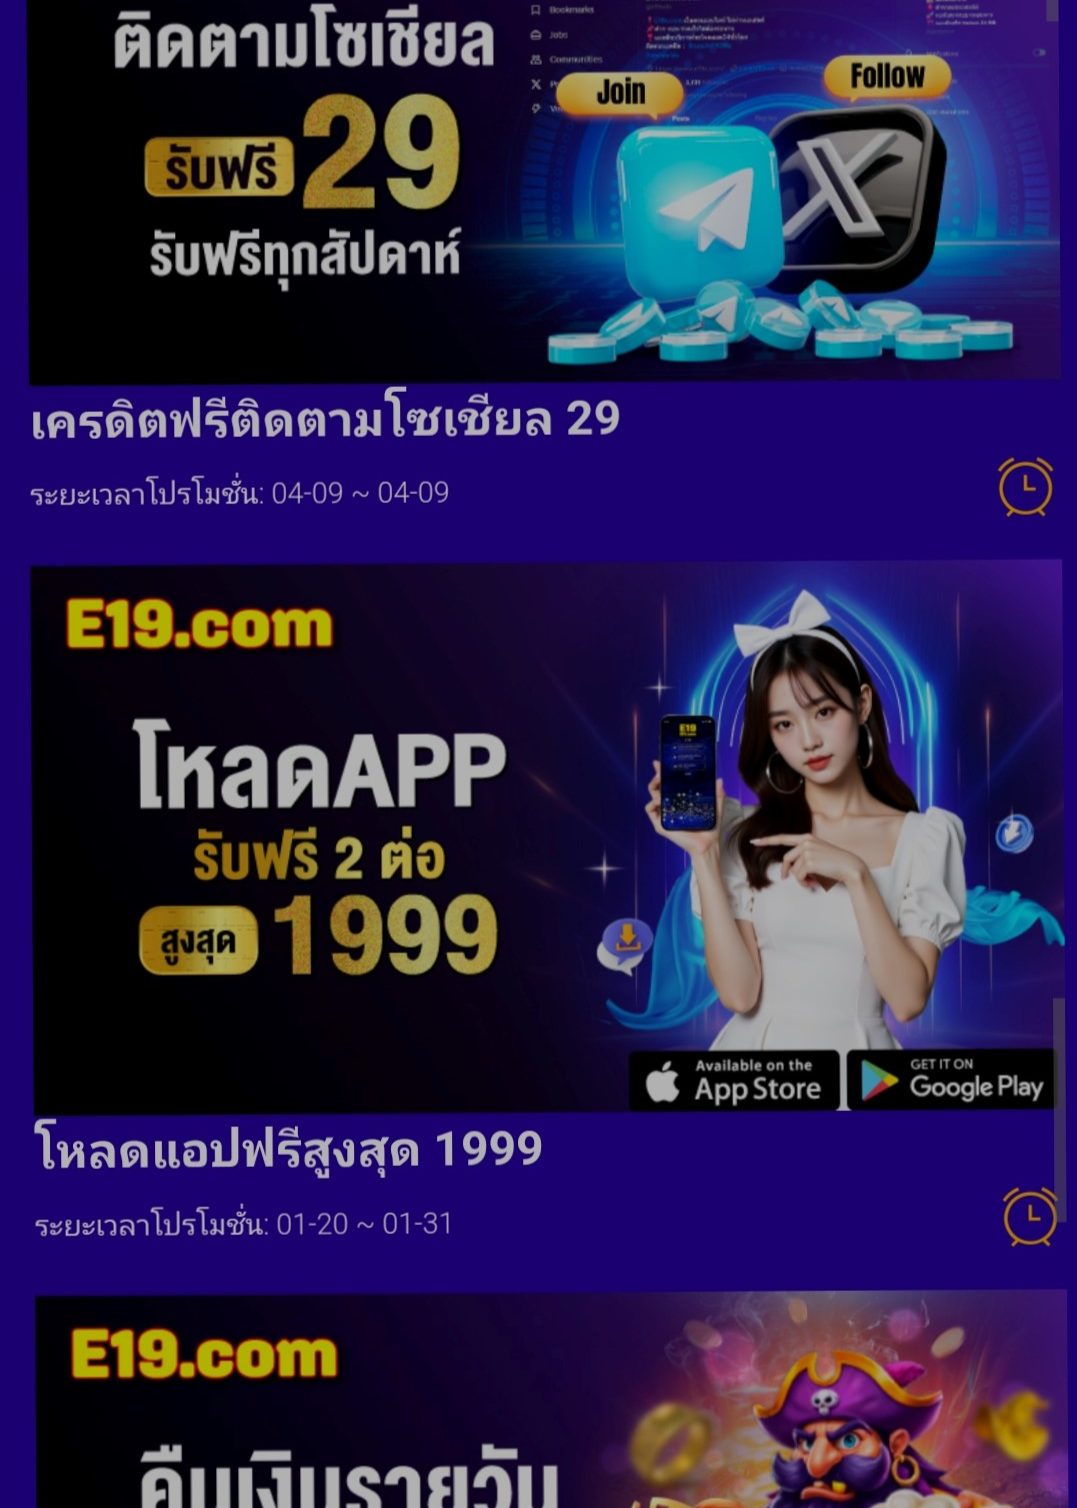 ติดตามโซเชียล
รับฟรี 29
รับฟรีทุกสัปดาห์
Bookmarks
Jobs
Communities
Join
Follow
Posts
เครดิตฟรีติดตามโซเชียล 29
ระยะเวลาโปรโมชั่น: 04-09 ~ 04-09
E19.com
โหลดAPP
รับฟรี 2 ต่อ
สูงสุด 1999
E19
Available on the
App Store
GET IT ON
Google Play
โหลดแอปฟรีสูงสุด 1999
ระยะเวลาโปรโมชั่น: 01-20 ~ 01-31
E19.com
คืนเงินรายวัน